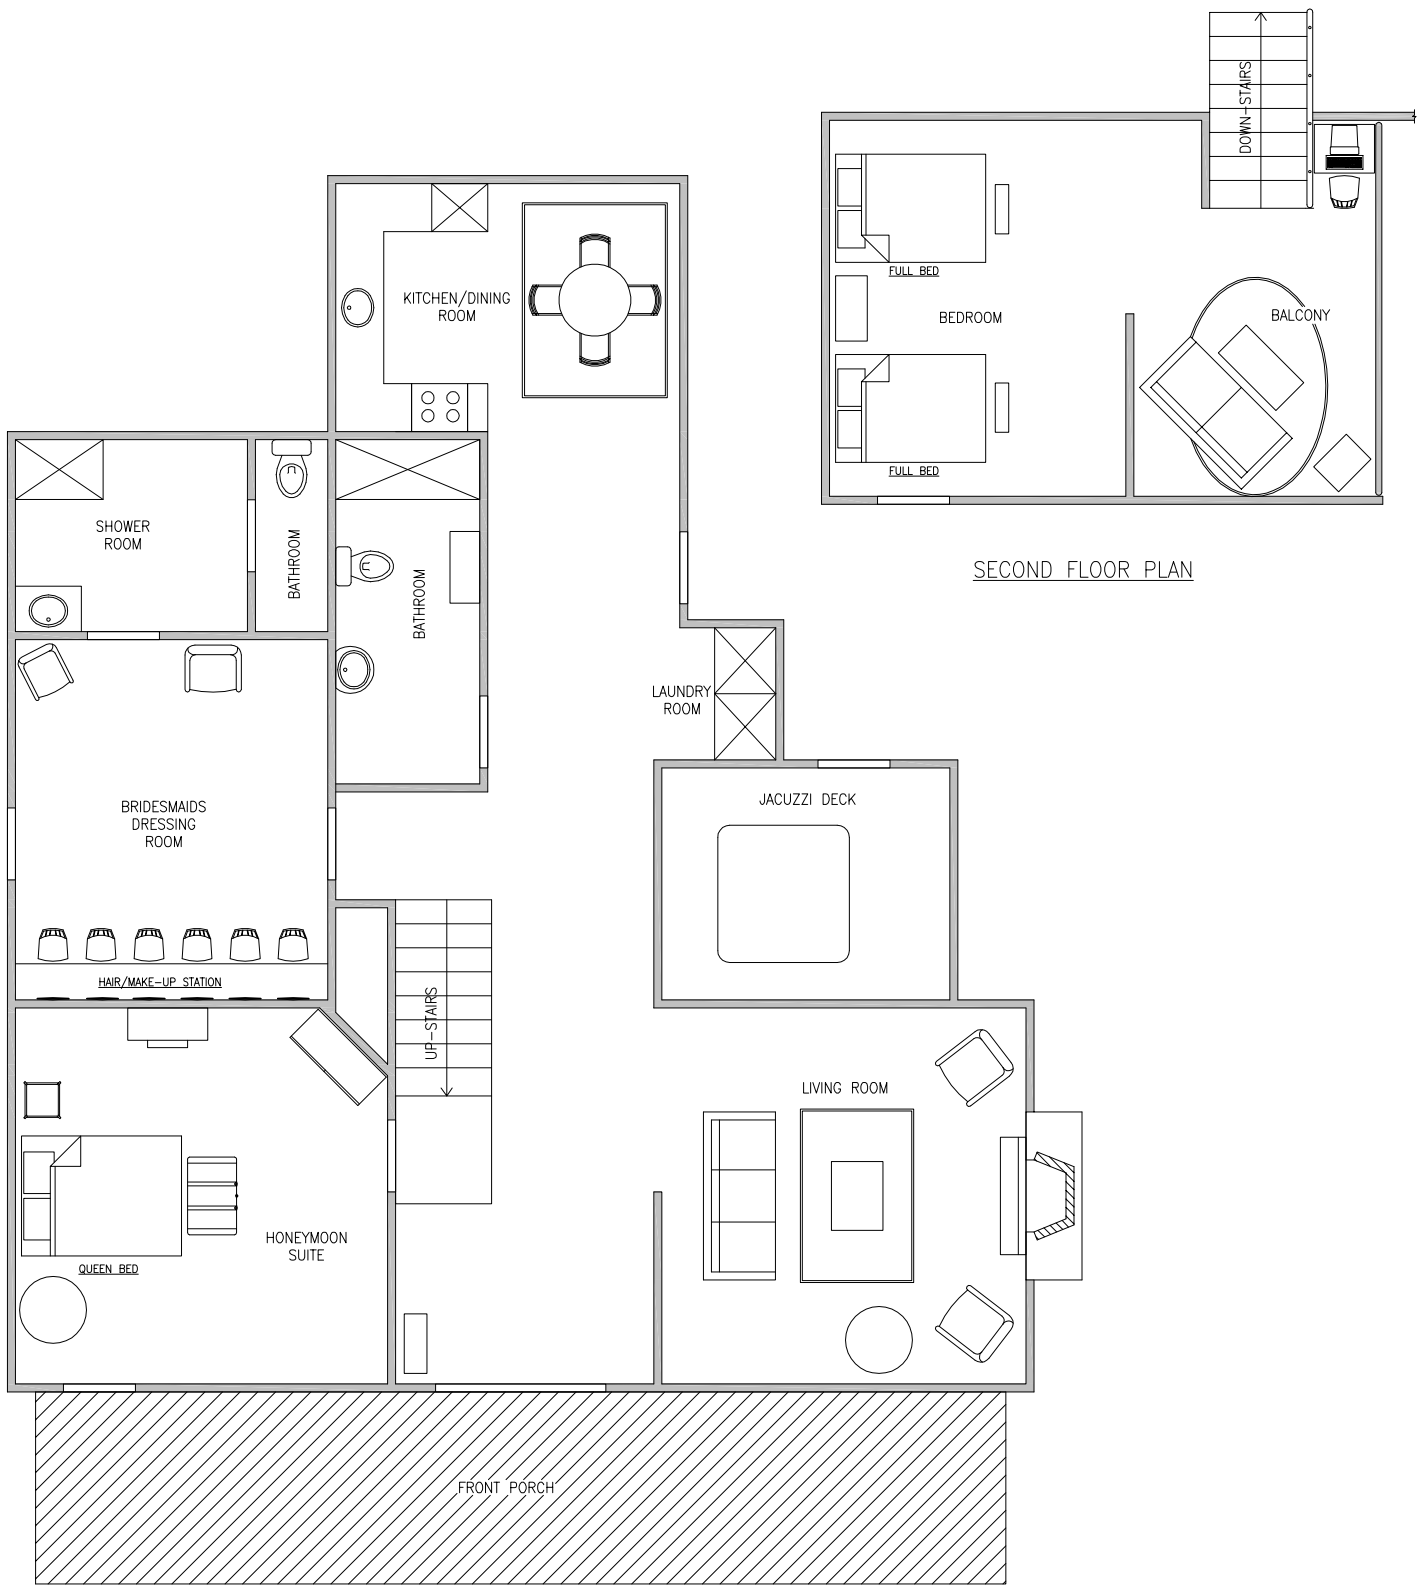 DOWN-STAIRS
FULL BED
BEDROOM
BALCONY
FULL BED
SECOND FLOOR PLAN
KITCHEN/DINING
ROOM
SHOWER
ROOM
BATHROOM
BATHROOM
LAUNDRY
ROOM
BRIDESMAIDS
DRESSING
ROOM
JACUZZI DECK
HAIR/MAKE-UP STATION
UP-STAIRS
LIVING ROOM
HONEYMOON
SUITE
QUEEN BED
FRONT PORCH